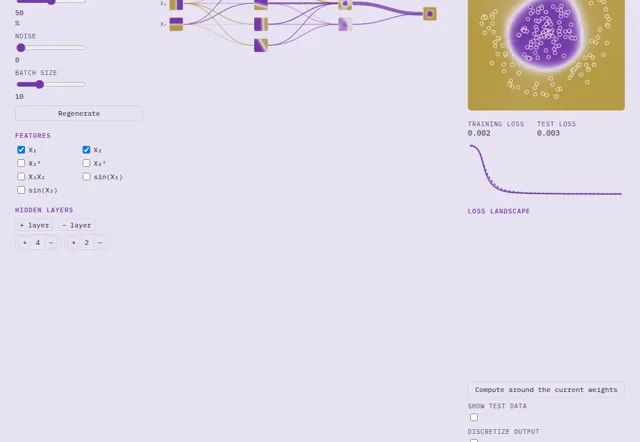 50
%
NOISE
0
BATCH SIZE
10
Regenerate
FEATURES
X₁
X₂
X₁²
X₂²
X₁X₂
sin(X₁)
sin(X₂)
HIDDEN LAYERS
+ layer
− layer
+ 4 −
+ 2 −
X₁
X₂
TRAINING LOSS
TEST LOSS
0.002
0.003
LOSS LANDSCAPE
Compute around the current weights
SHOW TEST DATA
DISCRETIZE OUTPUT